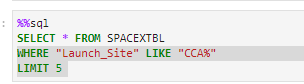 : %%sql
SELECT * FROM SPACEXTBL
WHERE "Launch_Site" LIKE "CCA%"
LIMIT 5